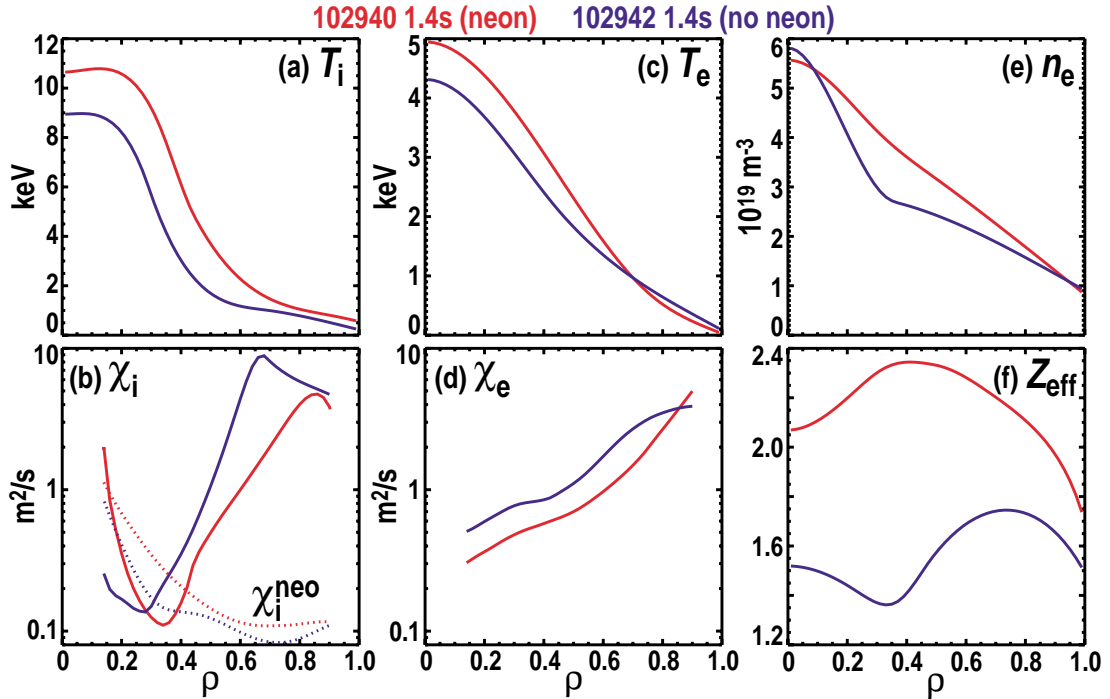 102940 1.4s (neon) 102942 1.4s (no neon)
(a) Ti
keV
12
10
8
6
4
2
0
(c) Te
keV
5
4
3
2
1
0
(e) ne
10^19 m^-3
6
5
4
3
2
1
0
(b) χi
m²/s
10
1
0.1
χi^neo
0 0.2 0.4 0.6 0.8 1.0
ρ
(d) χe
m²/s
10
1
0.1
0 0.2 0.4 0.6 0.8 1.0
ρ
(f) Zeff
2.4
2.0
1.6
1.2
0 0.2 0.4 0.6 0.8 1.0
ρ